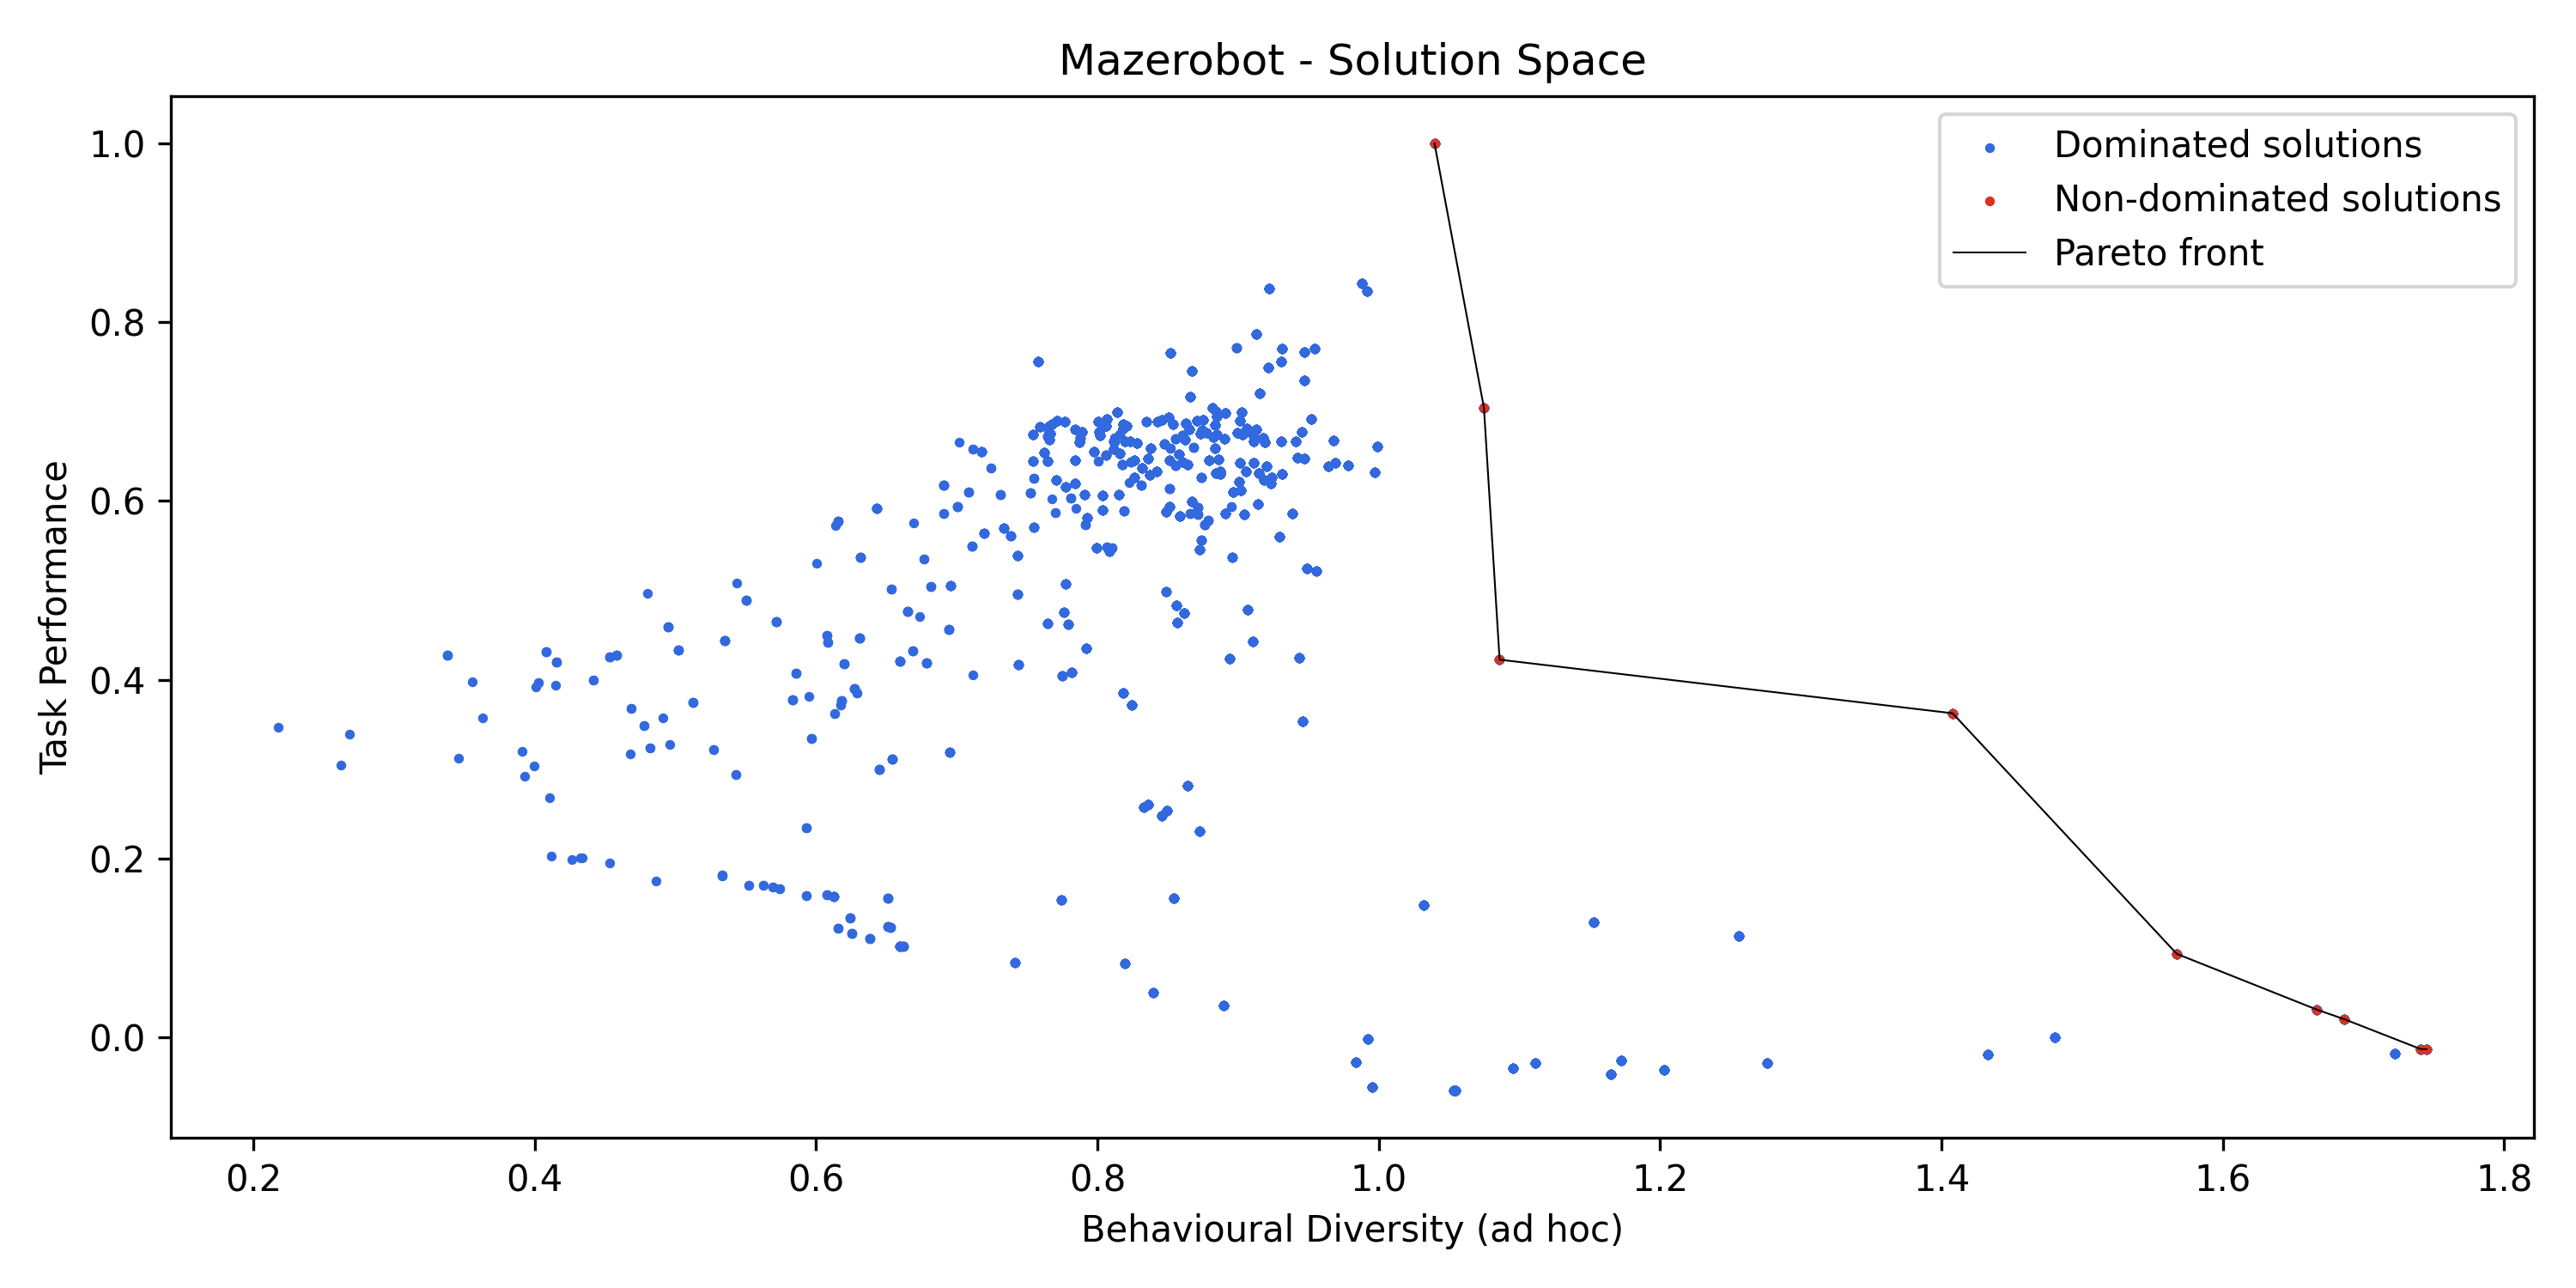 Mazerobot - Solution Space
Dominated solutions
Non-dominated solutions
Pareto front
Task Performance
1.0
0.8
0.6
0.4
0.2
0.0
0.2 0.4 0.6 0.8 1.0 1.2 1.4 1.6 1.8
Behavioural Diversity (ad hoc)